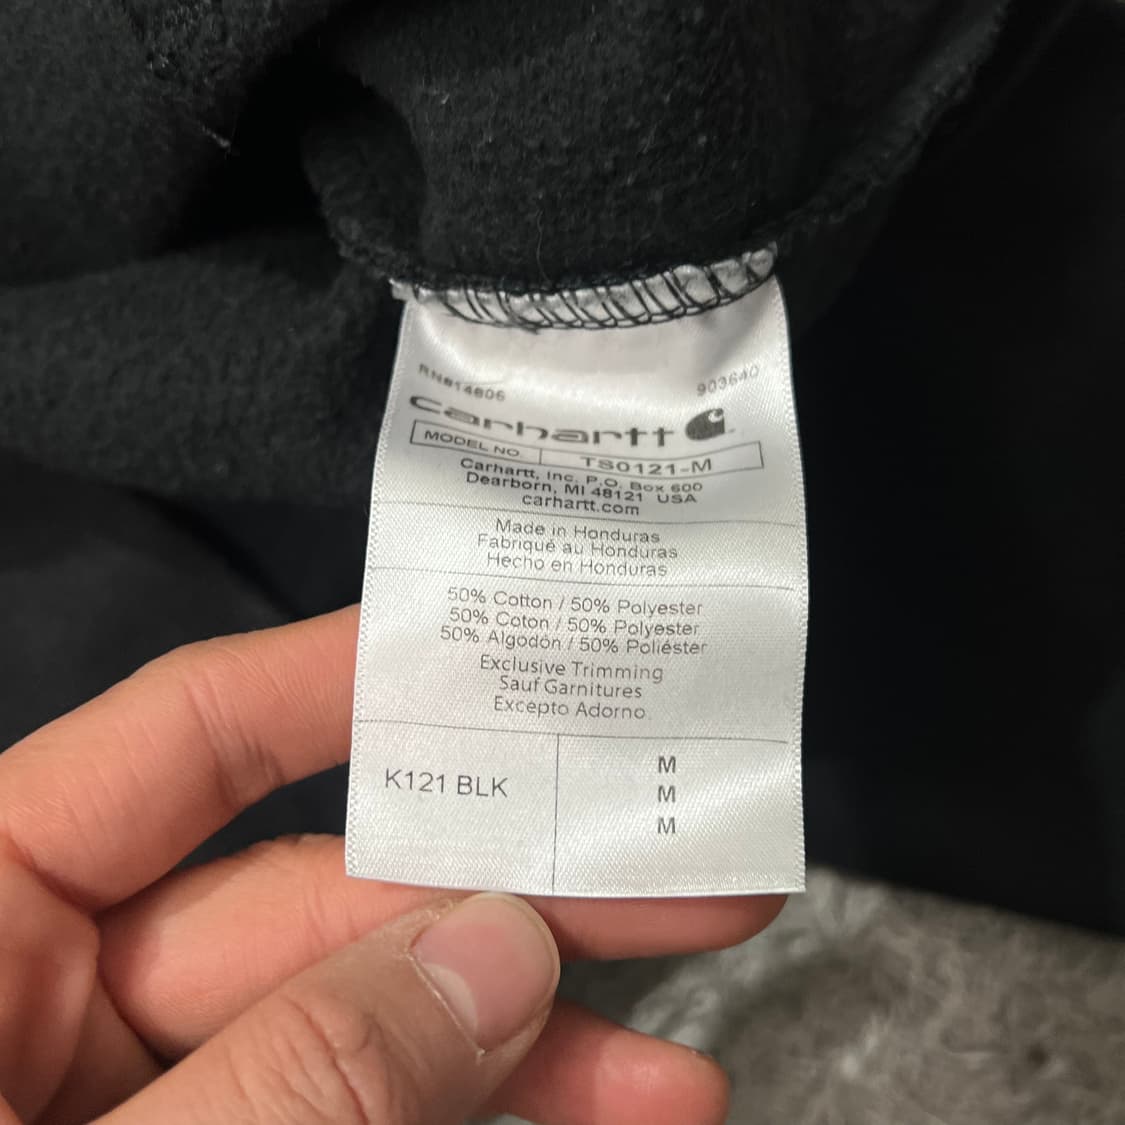 RN#14806 903640
carhartt
MODEL NO. TS0121-M
Carhartt, Inc. P.O. Box 600
Dearborn, MI 48121 USA
carhartt.com
Made in Honduras
Fabriqué au Honduras
Hecho en Honduras
50% Cotton / 50% Polyester
50% Coton / 50% Polyester
50% Algodón / 50% Poliéster
Exclusive Trimming
Sauf Garnitures
Excepto Adorno
K121 BLK M
M
M